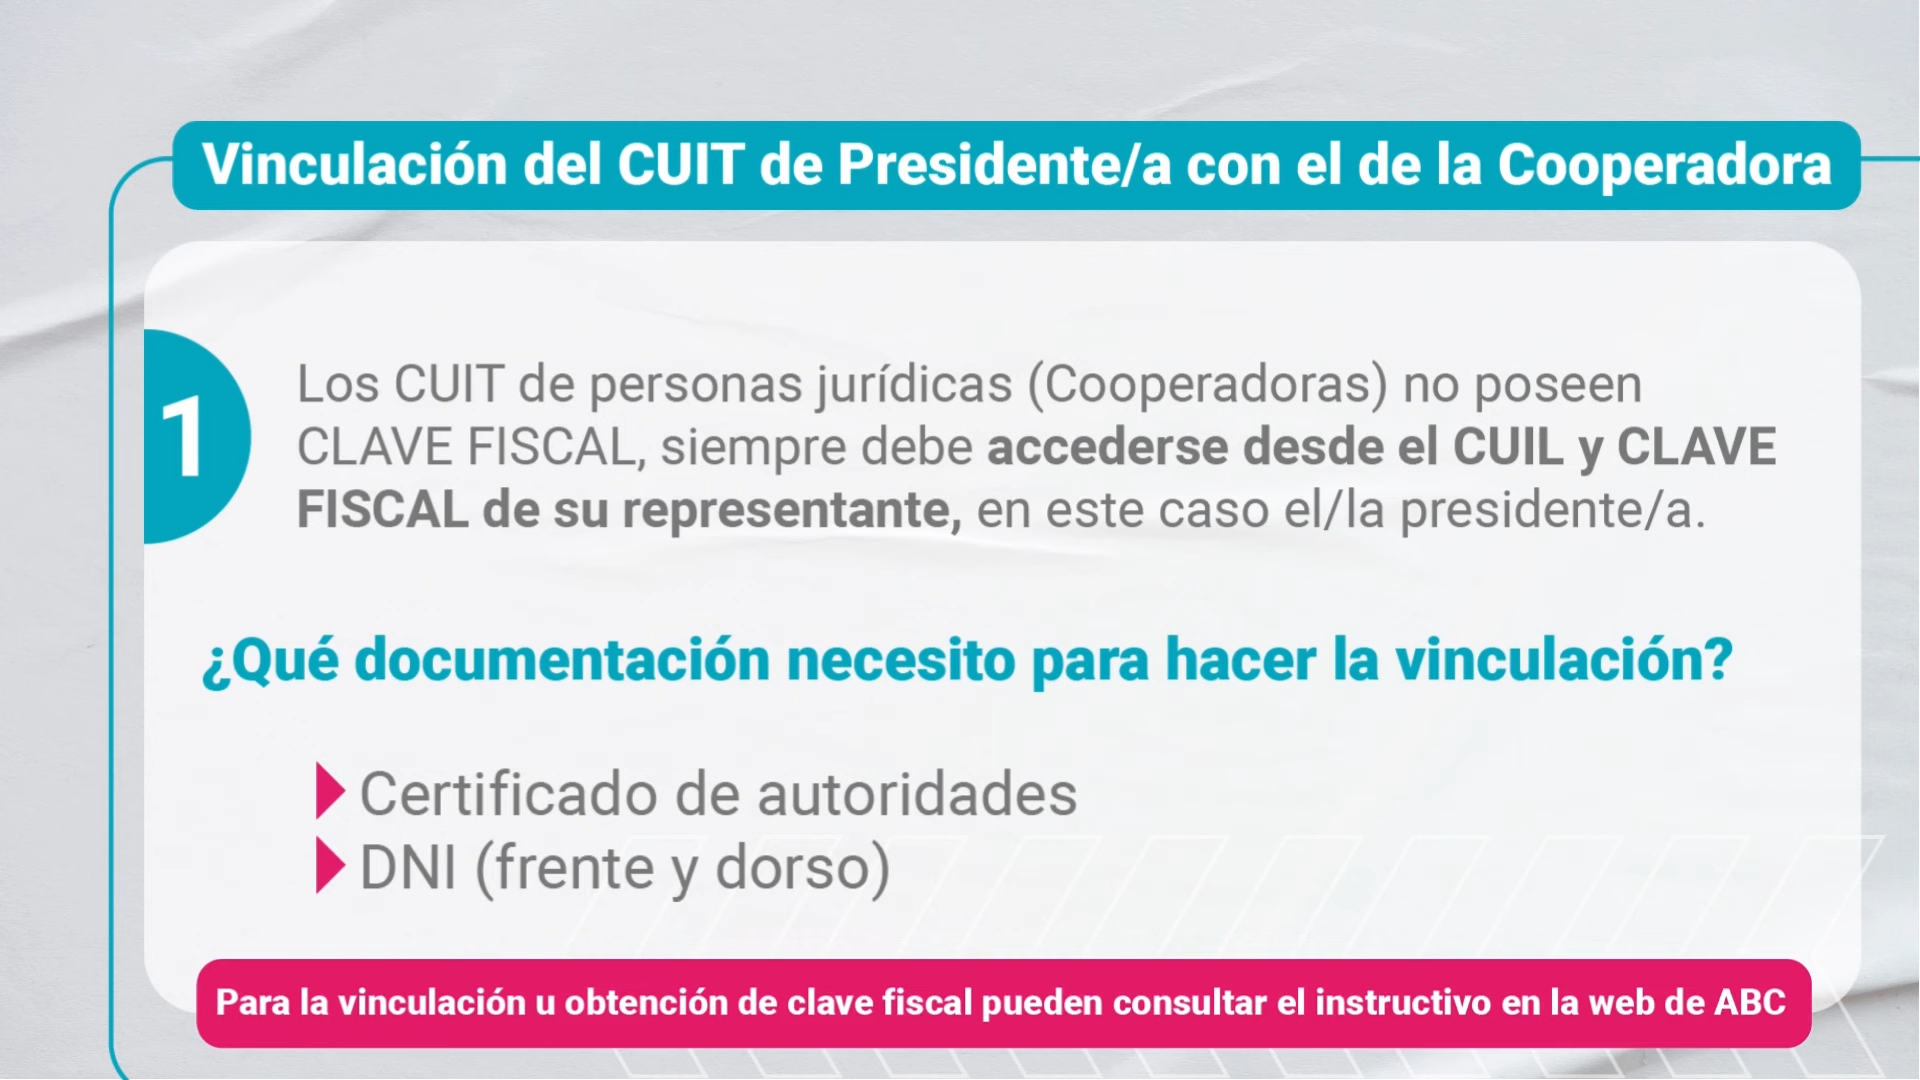 Vinculación del CUIT de Presidente/a con el de la Cooperadora
1
Los CUIT de personas jurídicas (Cooperadoras) no poseen
CLAVE FISCAL, siempre debe accederse desde el CUIL y CLAVE
FISCAL de su representante, en este caso el/la presidente/a.
¿Qué documentación necesito para hacer la vinculación?
Certificado de autoridades
DNI (frente y dorso)
Para la vinculación u obtención de clave fiscal pueden consultar el instructivo en la web de ABC